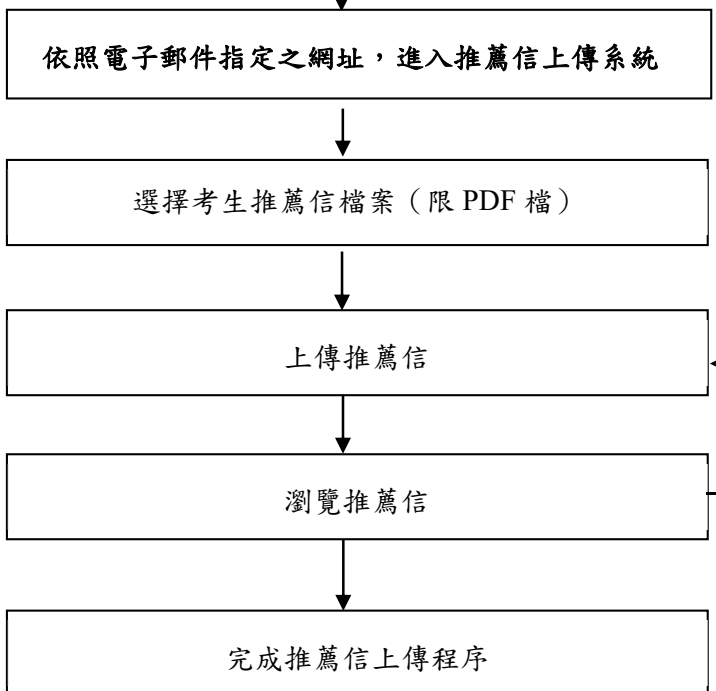 依照電子郵件指定之網址，進入推薦信上傳系統
選擇考生推薦信檔案（限 PDF 檔）
上傳推薦信
瀏覽推薦信
完成推薦信上傳程序